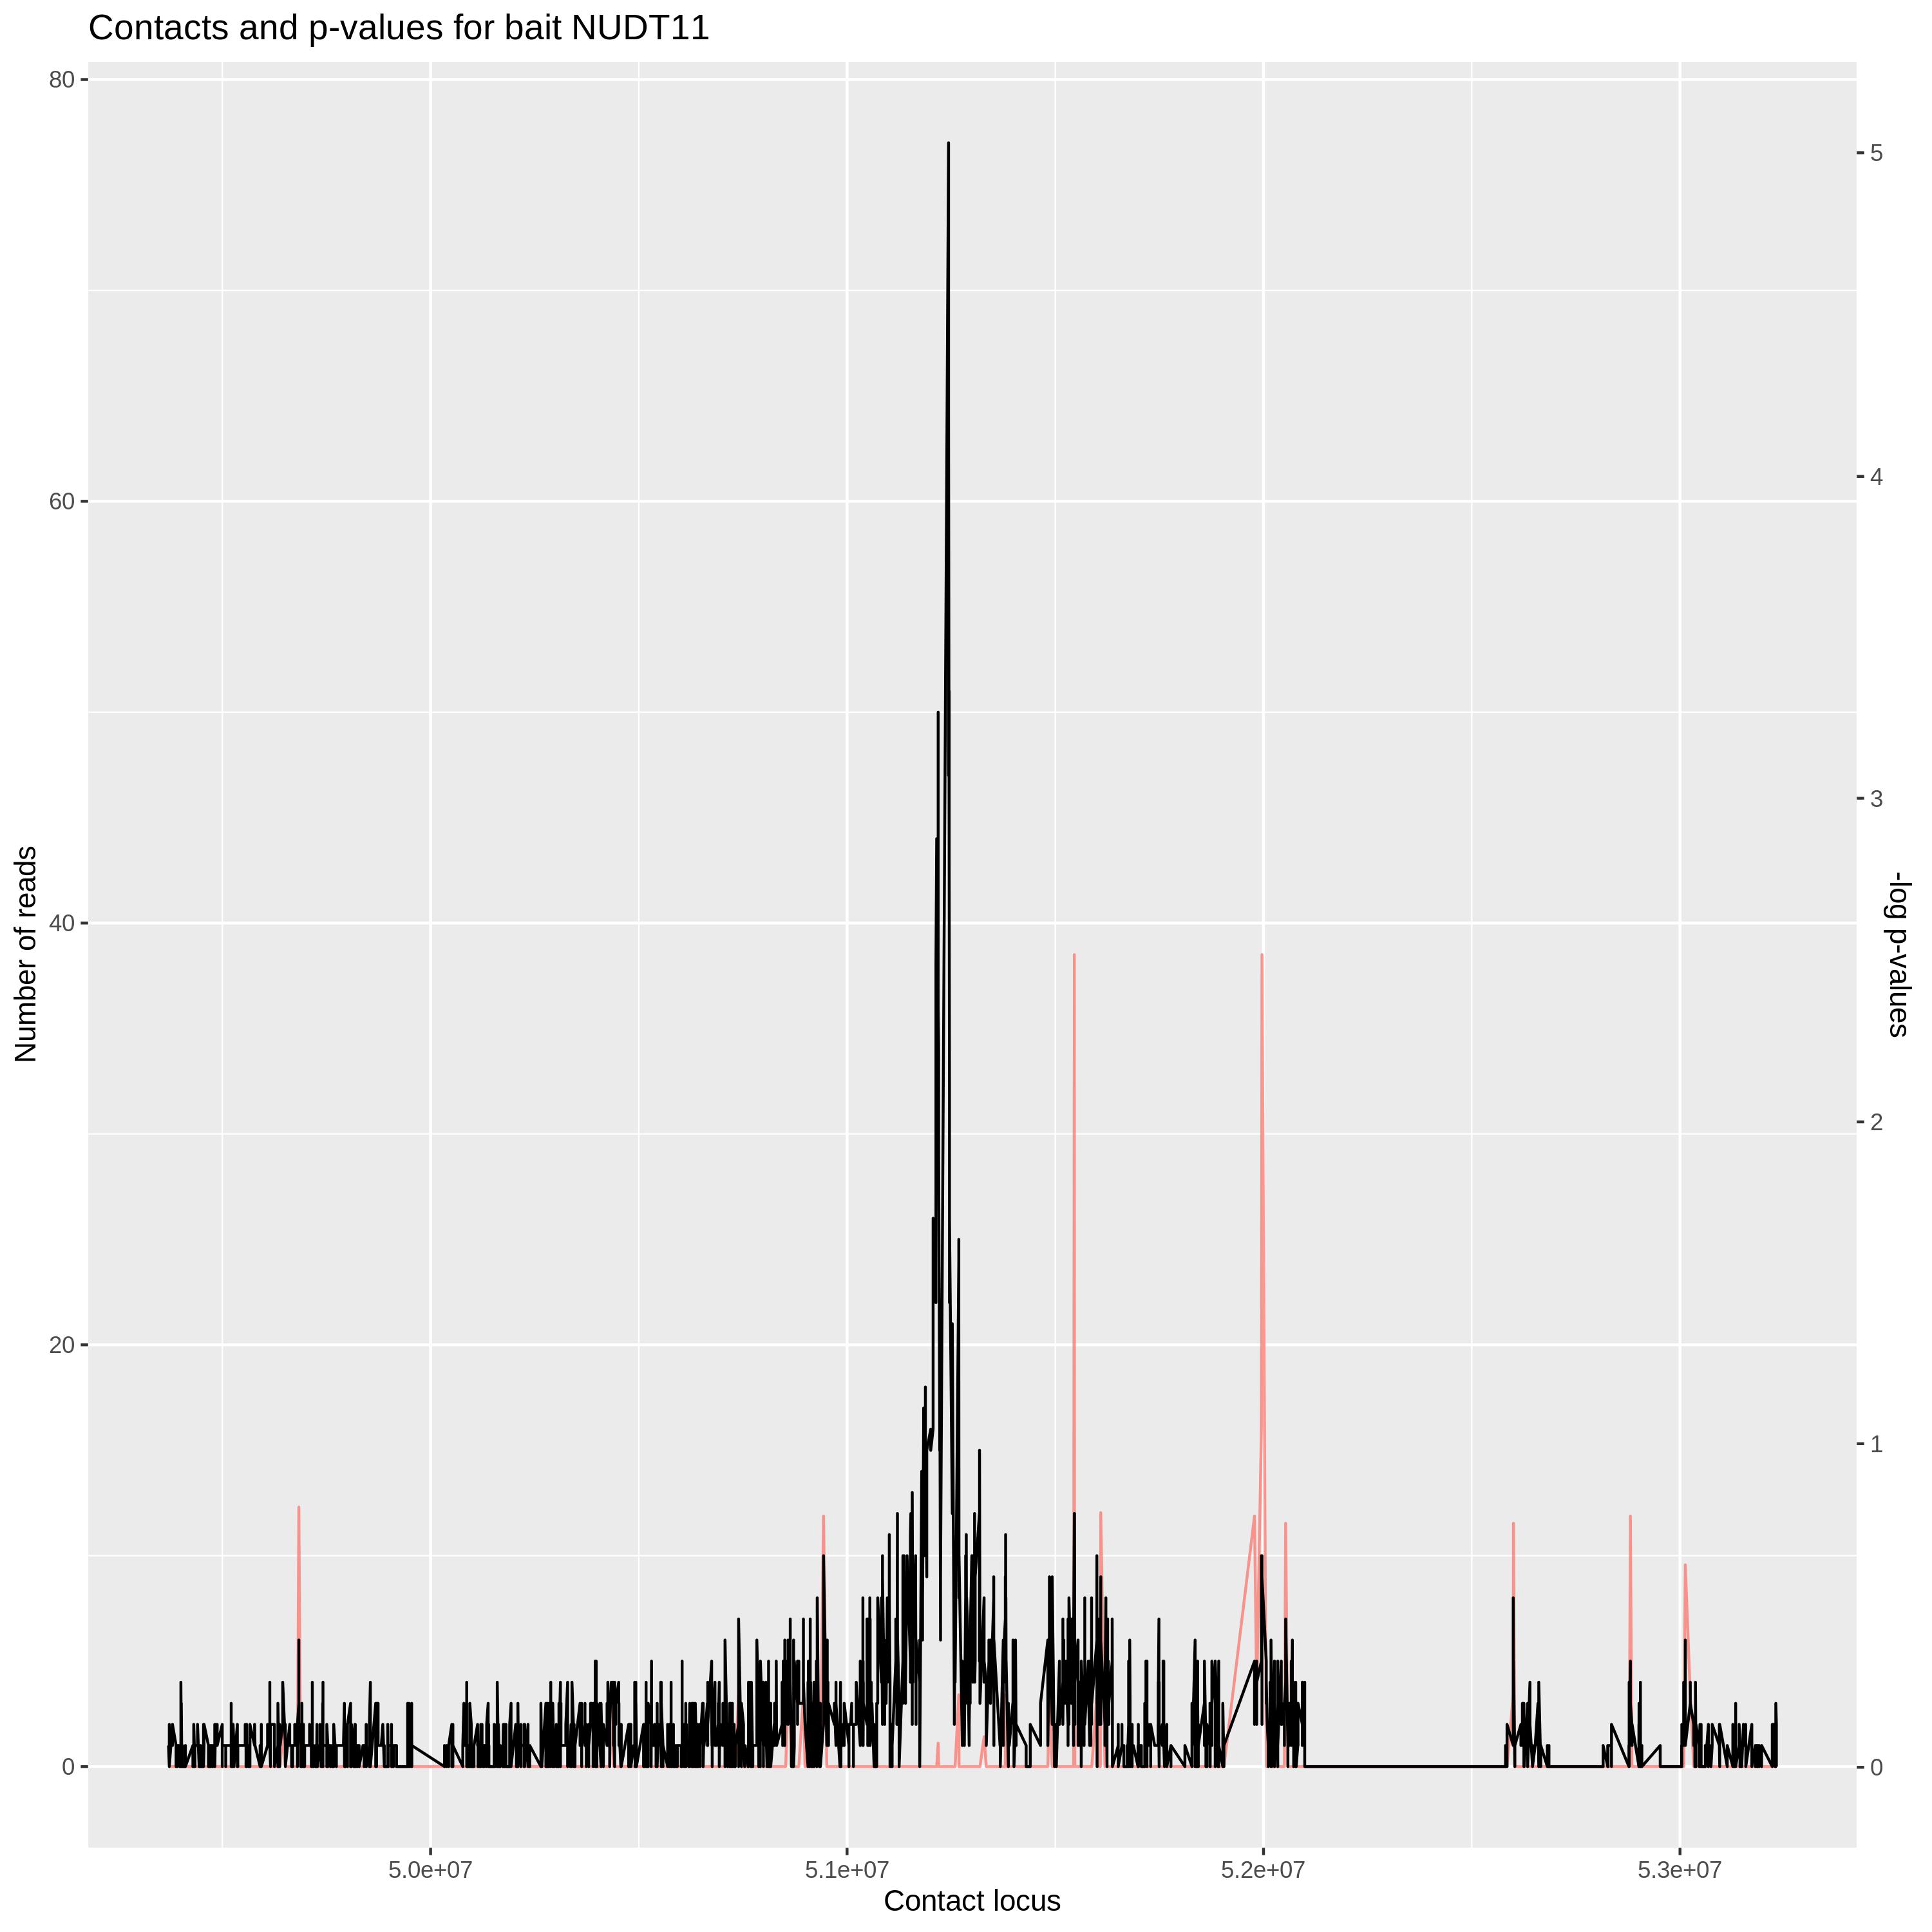 Contacts and p-values for bait NUDT11
80
60
40
20
0
Number of reads
5
4
3
2
1
0
-log p-values
5.0e+07
5.1e+07
5.2e+07
5.3e+07
Contact locus